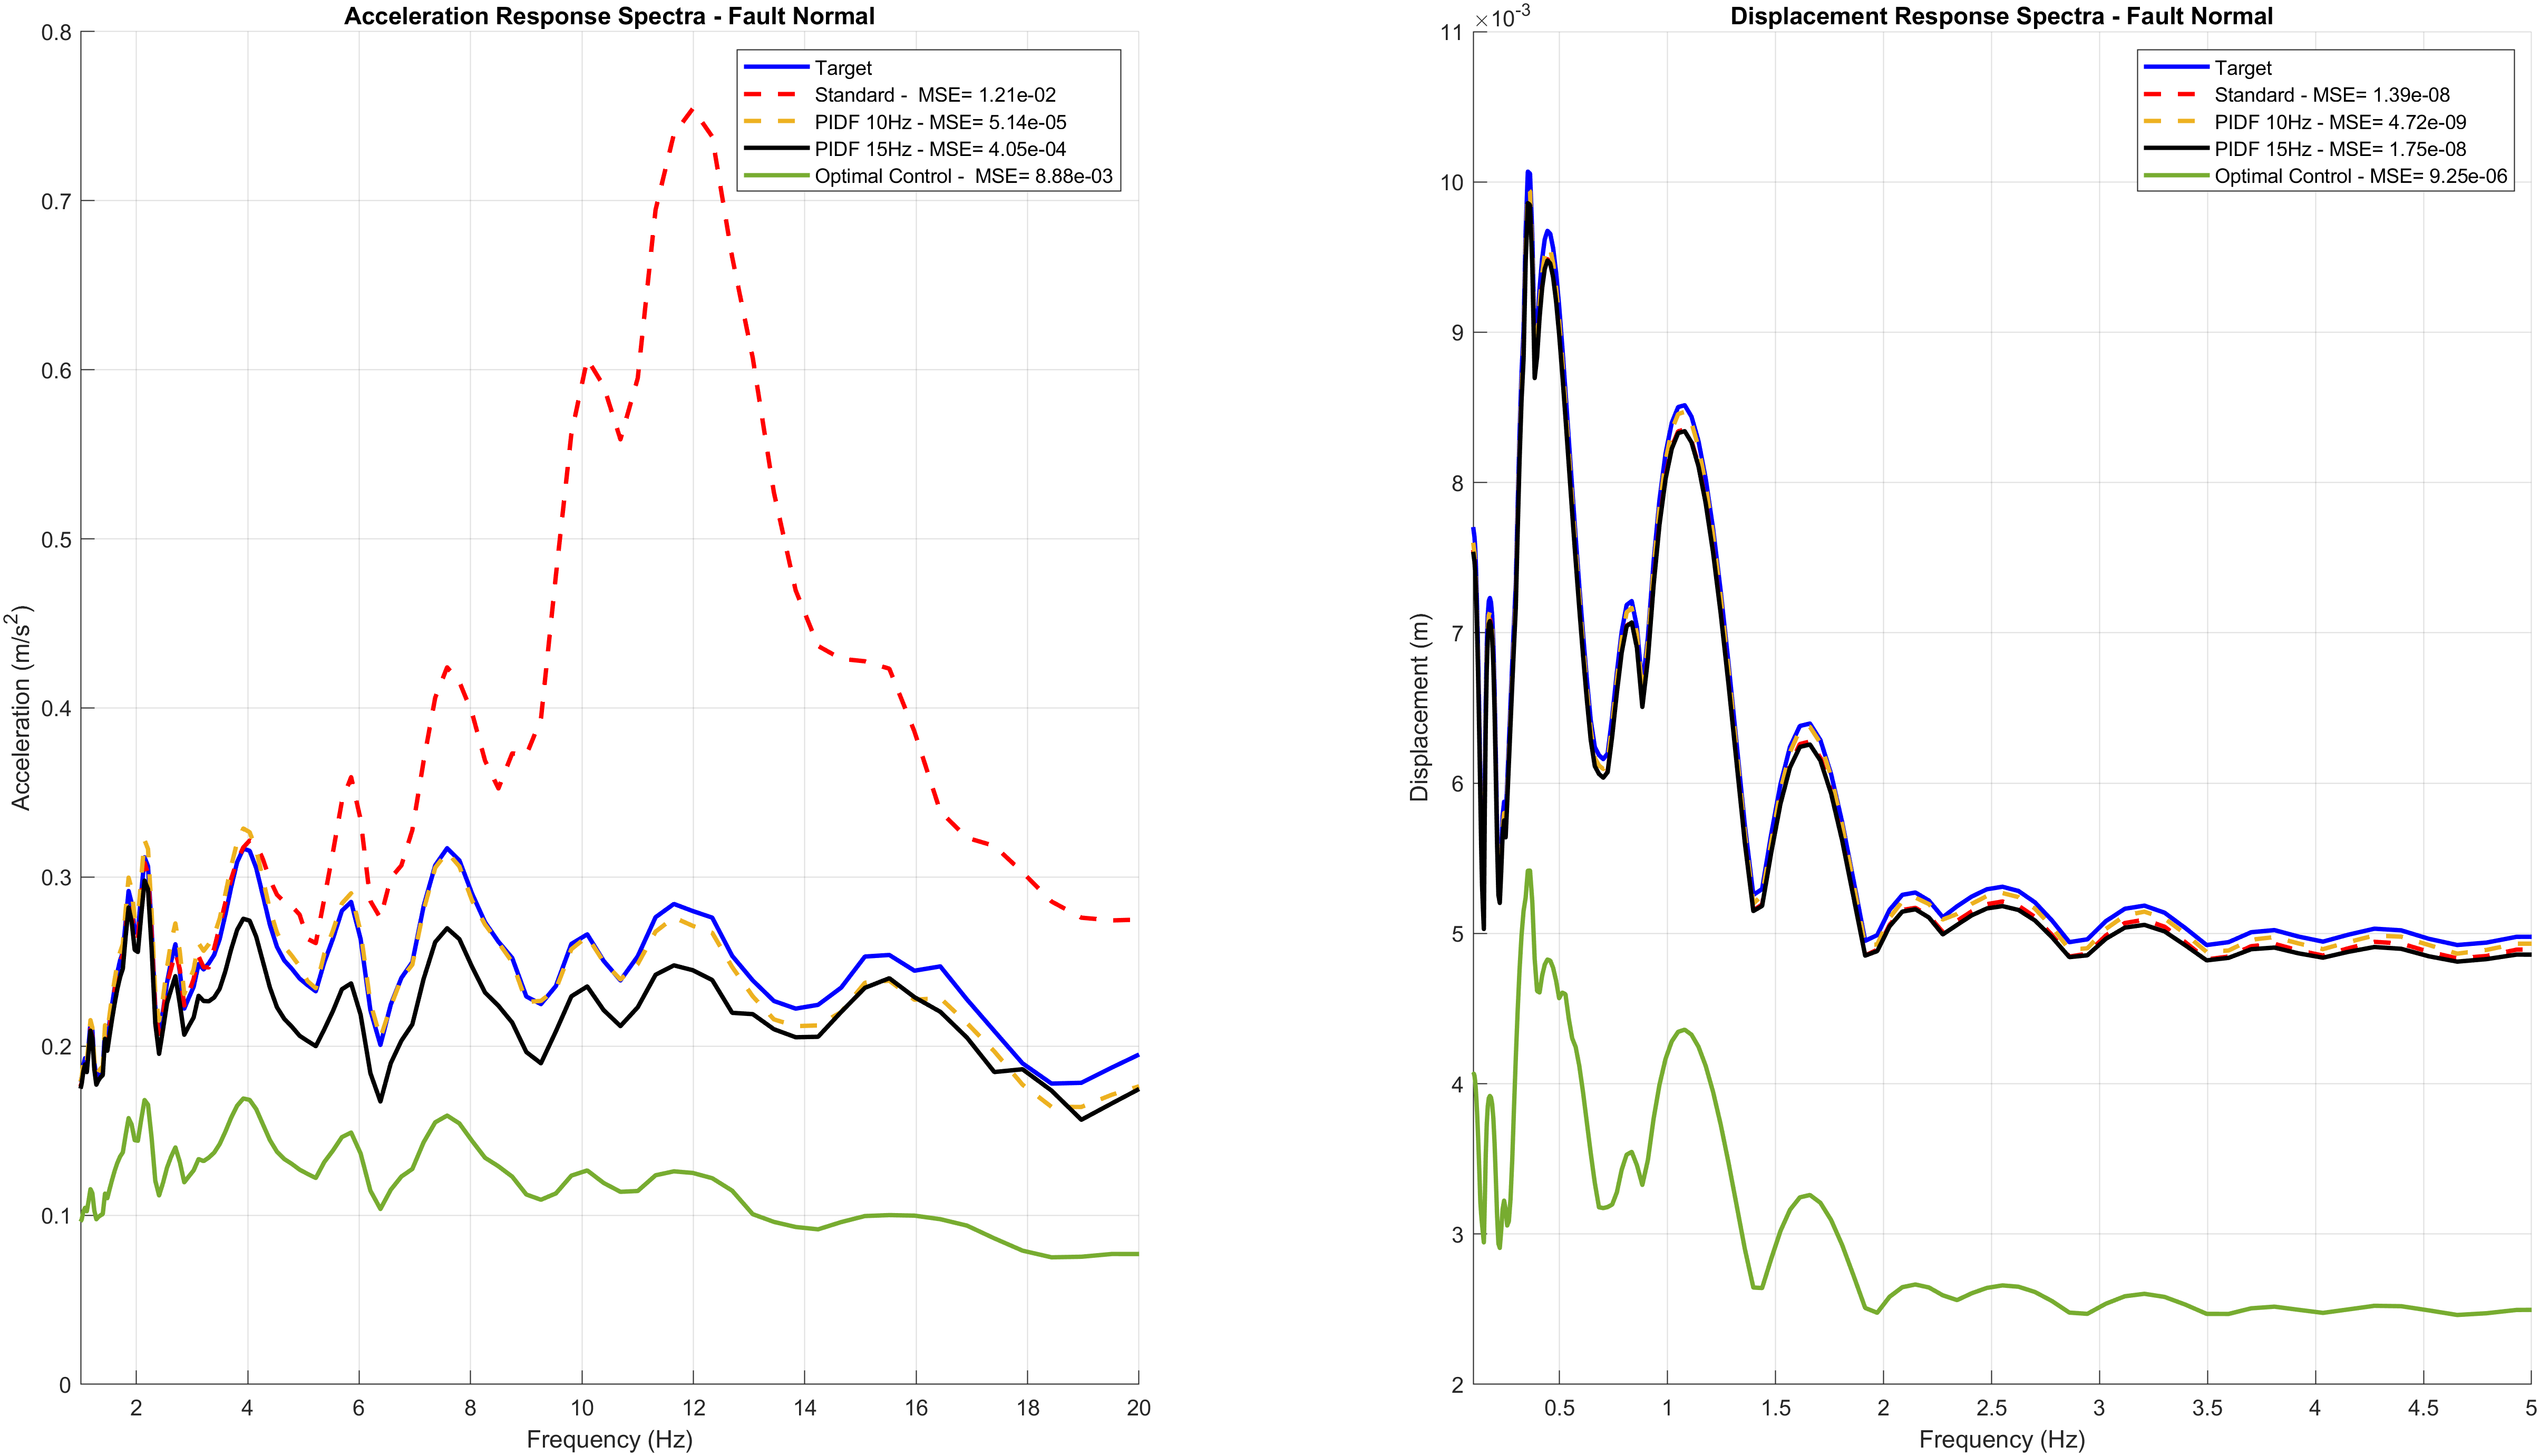 Acceleration Response Spectra - Fault Normal
0.8
0.7
0.6
0.5
0.4
0.3
0.2
0.1
0
Acceleration (m/s²)
Target
Standard -  MSE= 1.21e-02
PIDF 10Hz - MSE= 5.14e-05
PIDF 15Hz - MSE= 4.05e-04
Optimal Control -  MSE= 8.88e-03
2 4 6 8 10 12 14 16 18 20
Frequency (Hz)
Displacement Response Spectra - Fault Normal
×10⁻³
11
10
9
8
7
6
5
4
3
2
Displacement (m)
Target
Standard - MSE= 1.39e-08
PIDF 10Hz - MSE= 4.72e-09
PIDF 15Hz - MSE= 1.75e-08
Optimal Control - MSE= 9.25e-06
0.5 1 1.5 2 2.5 3 3.5 4 4.5 5
Frequency (Hz)